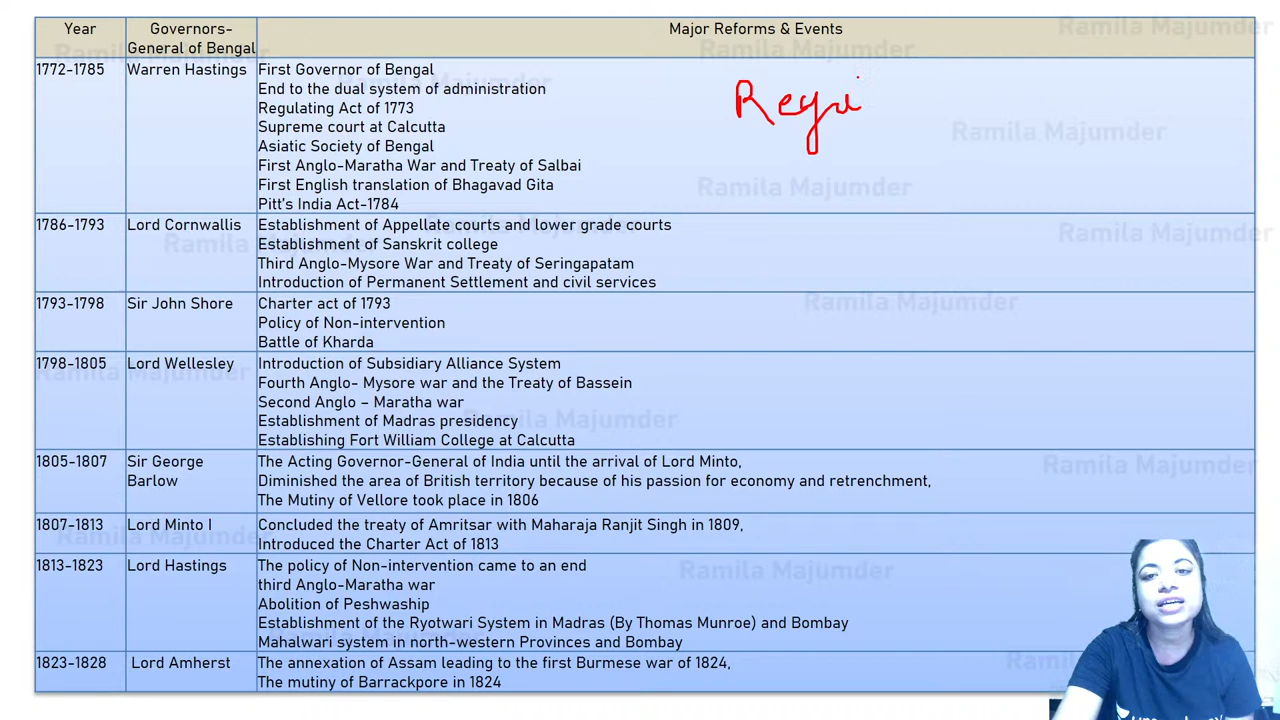 Year Governors-General of Bengal Major Reforms & Events
1772-1785 Warren Hastings First Governor of Bengal
End to the dual system of administration
Regulating Act of 1773
Supreme court at Calcutta
Asiatic Society of Bengal
First Anglo-Maratha War and Treaty of Salbai
First English translation of Bhagavad Gita
Pitt's India Act-1784
Regu
1786-1793 Lord Cornwallis Establishment of Appellate courts and lower grade courts
Establishment of Sanskrit college
Third Anglo-Mysore War and Treaty of Seringapatam
Introduction of Permanent Settlement and civil services
1793-1798 Sir John Shore Charter act of 1793
Policy of Non-intervention
Battle of Kharda
1798-1805 Lord Wellesley Introduction of Subsidiary Alliance System
Fourth Anglo- Mysore war and the Treaty of Bassein
Second Anglo – Maratha war
Establishment of Madras presidency
Establishing Fort William College at Calcutta
1805-1807 Sir George Barlow The Acting Governor-General of India until the arrival of Lord Minto,
Diminished the area of British territory because of his passion for economy and retrenchment,
The Mutiny of Vellore took place in 1806
1807-1813 Lord Minto I Concluded the treaty of Amritsar with Maharaja Ranjit Singh in 1809,
Introduced the Charter Act of 1813
1813-1823 Lord Hastings The policy of Non-intervention came to an end
third Anglo-Maratha war
Abolition of Peshwaship
Establishment of the Ryotwari System in Madras (By Thomas Munroe) and Bombay
Mahalwari system in north-western Provinces and Bombay
1823-1828 Lord Amherst The annexation of Assam leading to the first Burmese war of 1824,
The mutiny of Barrackpore in 1824
Ramila Majumder